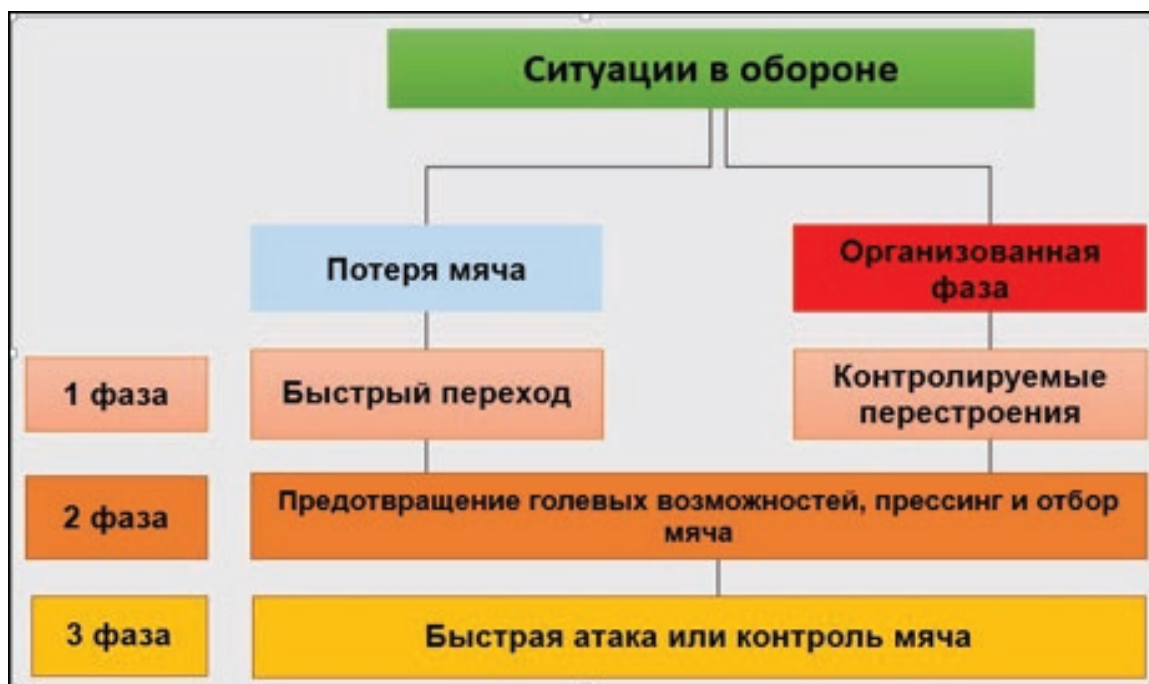 Ситуации в обороне
Потеря мяча
Организованная
фаза
1 фаза
Быстрый переход
Контролируемые
перестроения
2 фаза
Предотвращение голевых возможностей, прессинг и отбор
мяча
3 фаза
Быстрая атака или контроль мяча